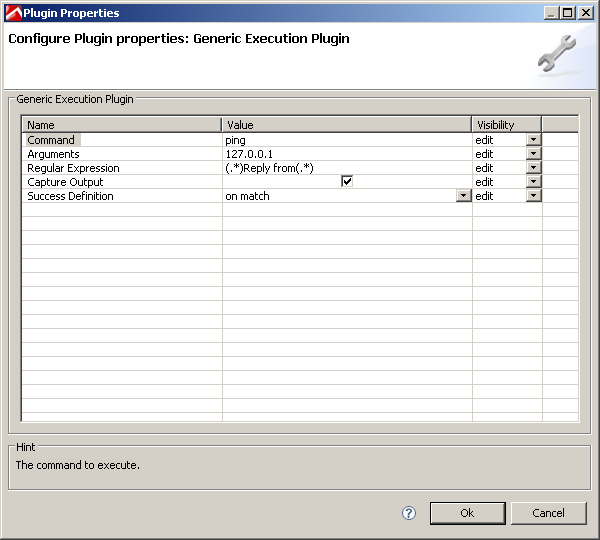 Plugin Properties
Configure Plugin properties: Generic Execution Plugin
Generic Execution Plugin
Name Value Visibility
Command ping edit
Arguments 127.0.0.1 edit
Regular Expression (.*)Reply from(.*) edit
Capture Output edit
Success Definition on match edit
Hint
The command to execute.
? Ok Cancel